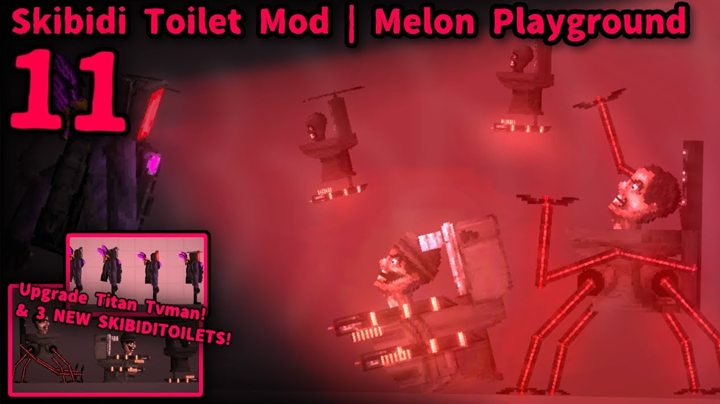 Skibidi Toilet Mod | Melon Playground
11
Upgrade Titan Tvman!
& 3 NEW SKIBIDITOILETS!